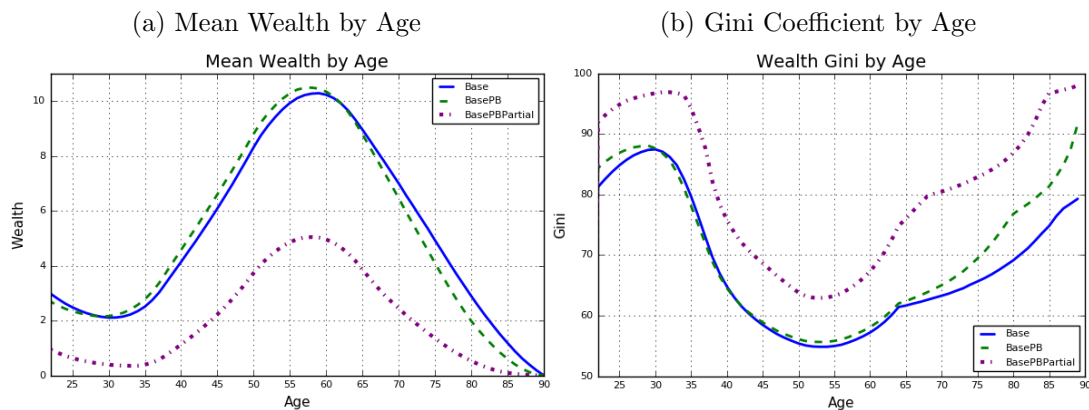 (a) Mean Wealth by Age
Mean Wealth by Age
Base
BasePB
BasePBPartial
10
8
6
4
2
0
Wealth
25 30 35 40 45 50 55 60 65 70 75 80 85 90
Age
(b) Gini Coefficient by Age
Wealth Gini by Age
100
90
80
70
60
50
Gini
Base
BasePB
BasePBPartial
25 30 35 40 45 50 55 60 65 70 75 80 85 90
Age